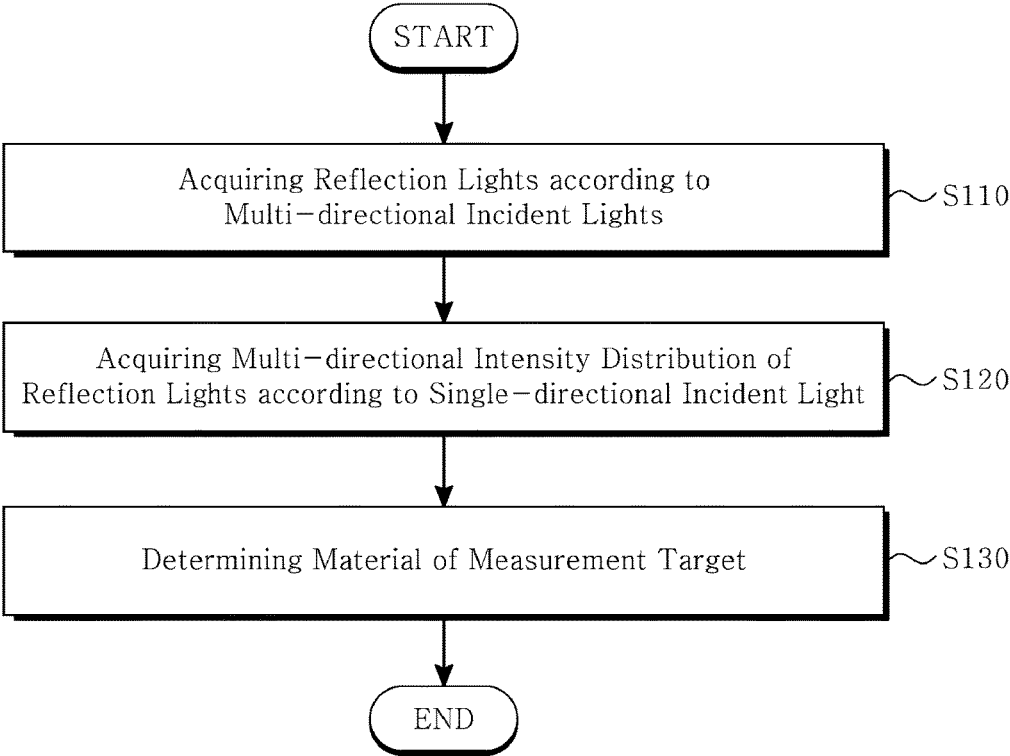 START
Acquiring Reflection Lights according to
Multi-directional Incident Lights
S110
Acquiring Multi-directional Intensity Distribution of
Reflection Lights according to Single-directional Incident Light
S120
Determining Material of Measurement Target
S130
END